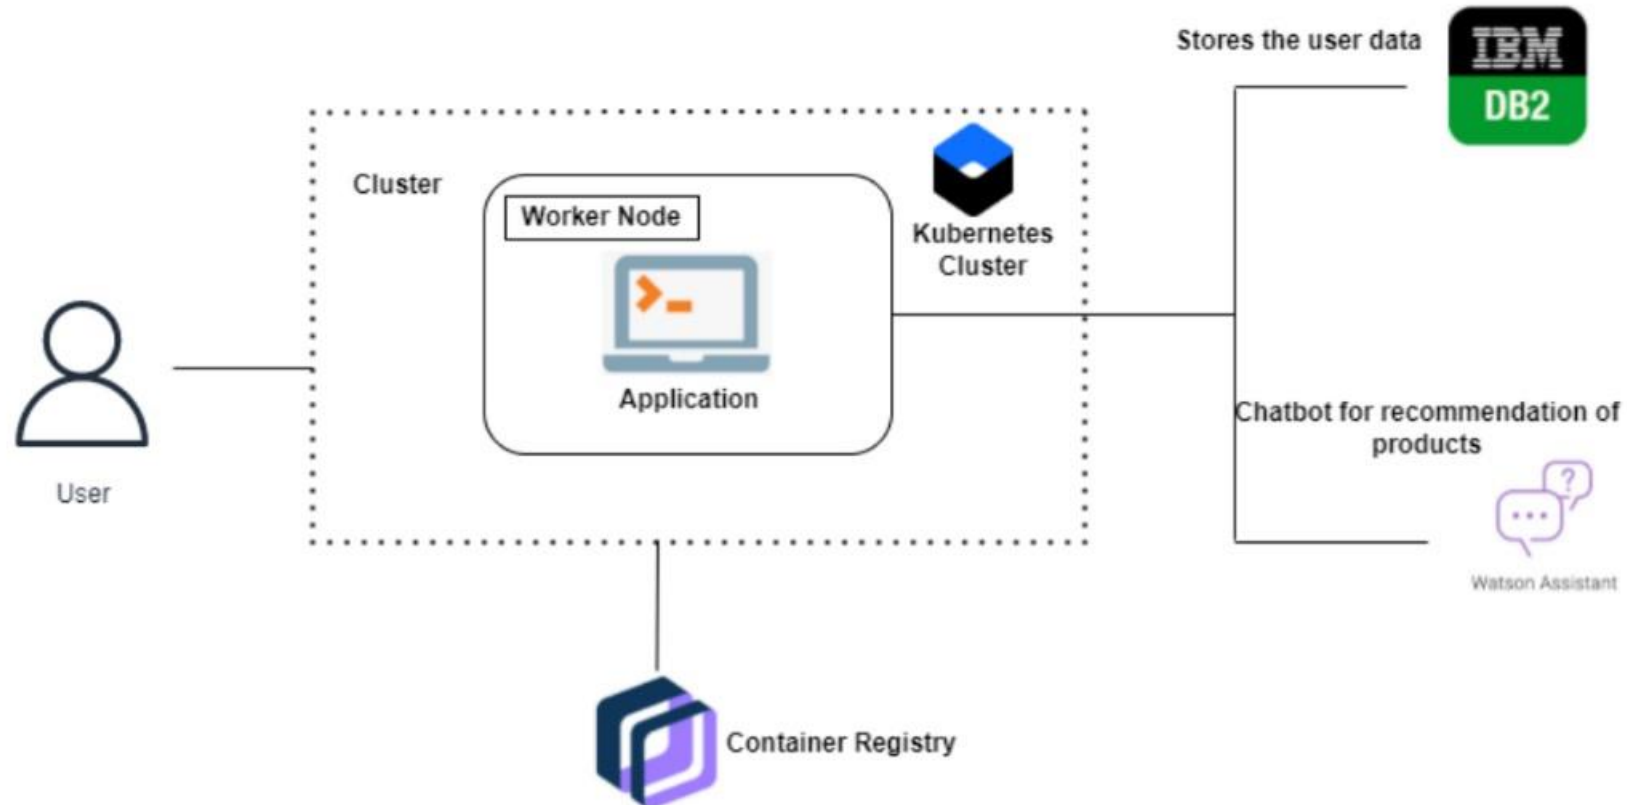 Stores the user data
IBM
DB2
Cluster
Worker Node
Kubernetes
Cluster
>_
Application
User
Chatbot for recommendation of
products
?
Watson Assistant
Container Registry